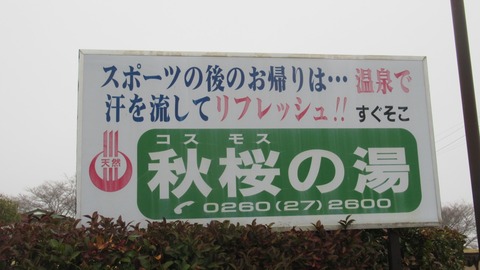 スポーツの後のお帰りは… 温泉で
汗を流してリフレッシュ!! すぐそこ
天然
コス モス
秋桜の湯
0260(27)2600